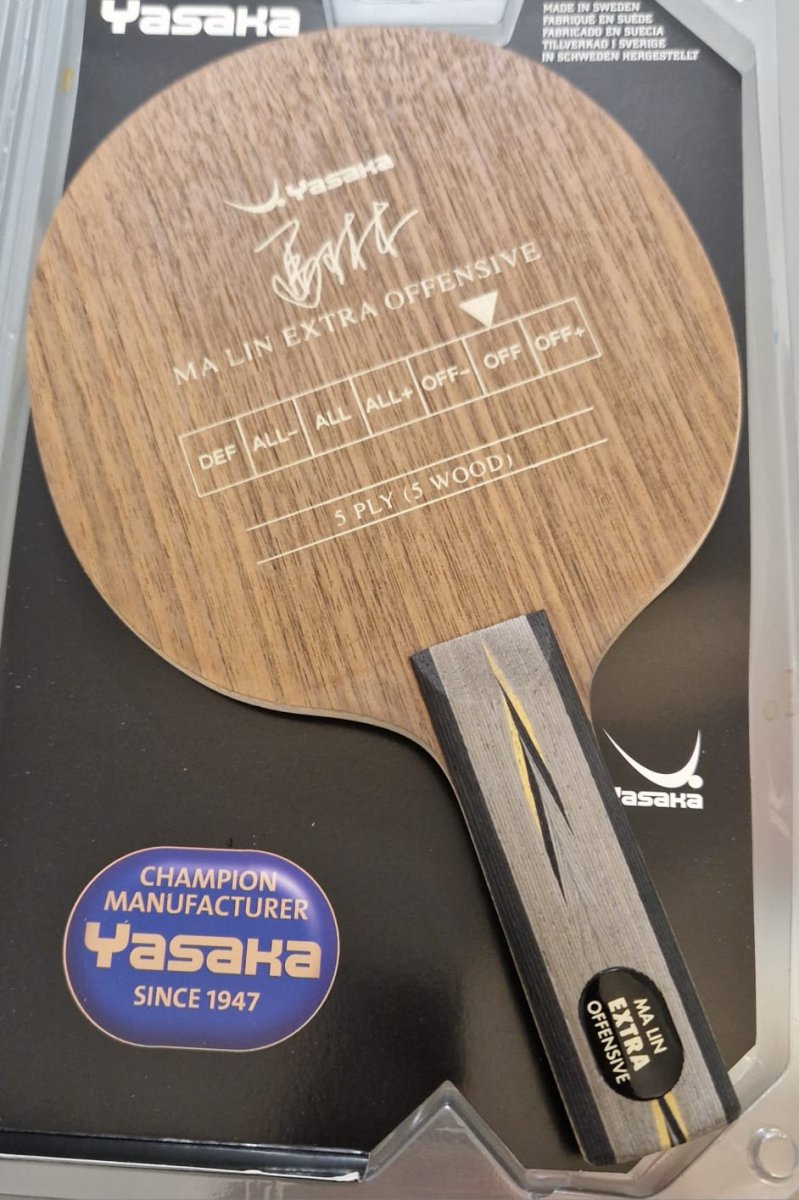 Yasaka
MADE IN SWEDEN
FABRIQUÉ EN SUÈDE
FABRICADO EN SUECIA
TILLVERKAD I SVERIGE
IN SCHWEDEN HERGESTELLT
Yasaka
馬林
MA LIN EXTRA OFFENSIVE
DEF ALL- ALL ALL+ OFF- OFF OFF+
5 PLY (5 WOOD)
Yasaka
CHAMPION
MANUFACTURER
Yasaka
SINCE 1947
MA LIN
EXTRA
OFFENSIVE